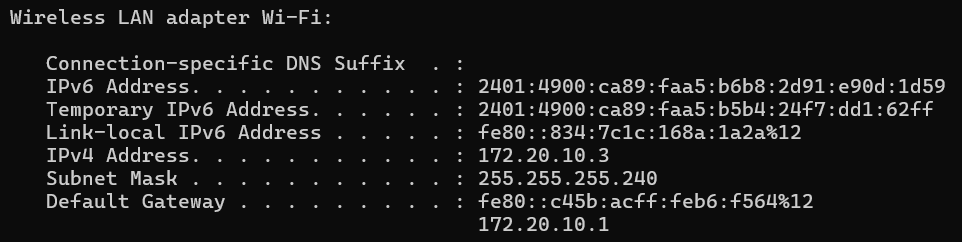 Wireless LAN adapter Wi-Fi:
Connection-specific DNS Suffix  . :
IPv6 Address. . . . . . . . . . . : 2401:4900:ca89:faa5:b6b8:2d91:e90d:1d59
Temporary IPv6 Address. . . . . . : 2401:4900:ca89:faa5:b5b4:24f7:dd1:62ff
Link-local IPv6 Address . . . . . : fe80::834:7c1c:168a:1a2a%12
IPv4 Address. . . . . . . . . . . : 172.20.10.3
Subnet Mask . . . . . . . . . . . : 255.255.255.240
Default Gateway . . . . . . . . . : fe80::c45b:acff:feb6:f564%12
172.20.10.1